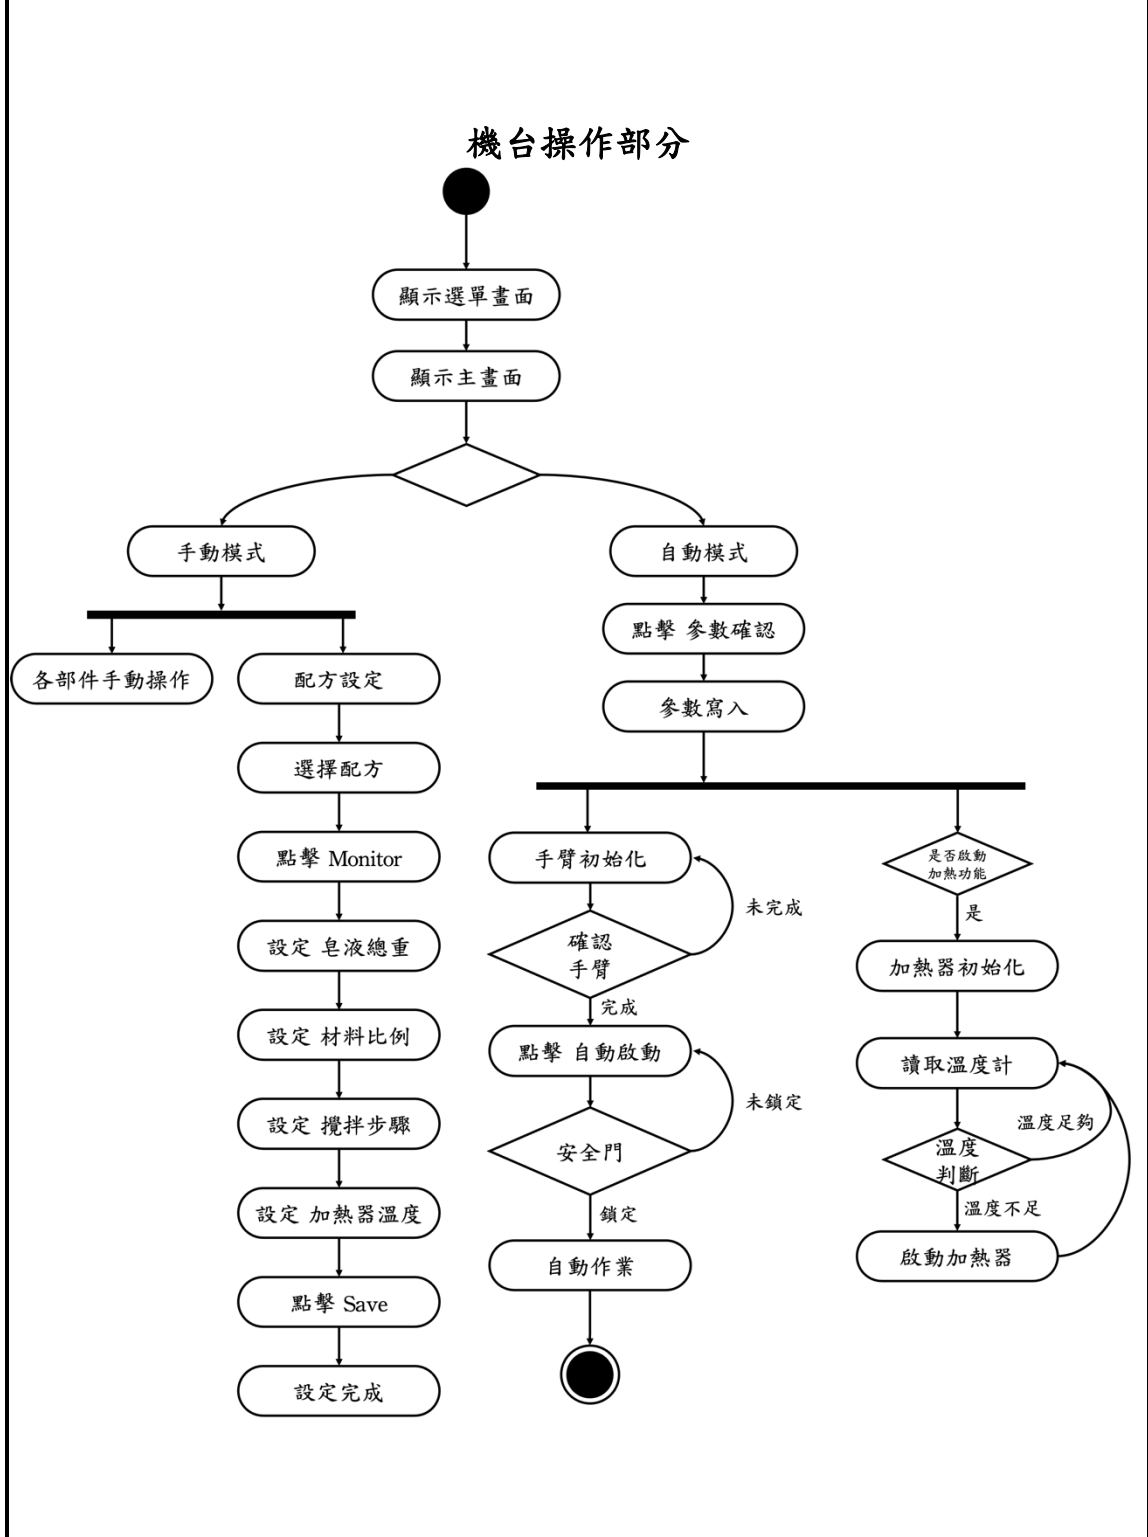 機台操作部分
顯示選單畫面
顯示主畫面
手動模式
各部件手動操作
配方設定
選擇配方
點擊 Monitor
設定 皂液總重
設定 材料比例
設定 攪拌步驟
設定 加熱器溫度
點擊 Save
設定完成
自動模式
點擊 參數確認
參數寫入
手臂初始化
未完成
確認
手臂
完成
點擊 自動啟動
未鎖定
安全門
鎖定
自動作業
是否啟動
加熱功能
是
加熱器初始化
讀取溫度計
溫度足夠
溫度
判斷
溫度不足
啟動加熱器